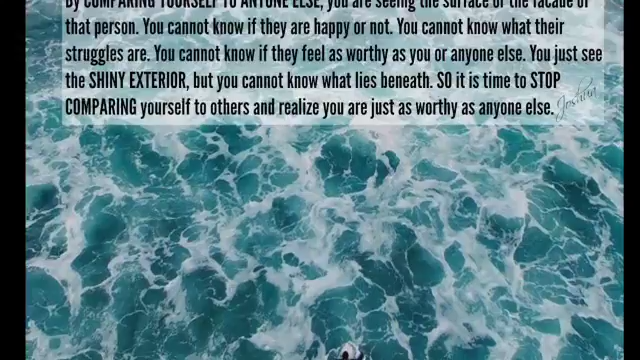 By COMPARING YOURSELF TO ANYONE ELSE, you are seeing the surface or the facade of
that person. You cannot know if they are happy or not. You cannot know what their
struggles are. You cannot know if they feel as worthy as you or anyone else. You just see
the SHINY EXTERIOR, but you cannot know what lies beneath. SO it is time to STOP
COMPARING yourself to others and realize you are just as worthy as anyone else.
Joshua